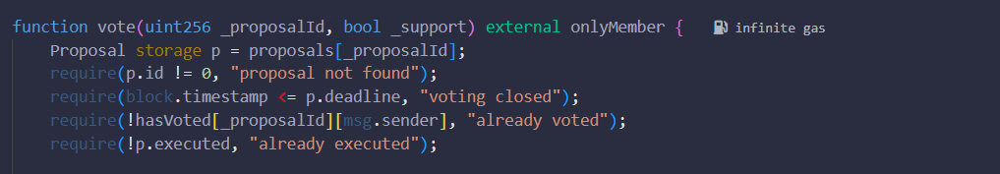 function vote(uint256 _proposalId, bool _support) external onlyMember { infinite gas
Proposal storage p = proposals[_proposalId];
require(p.id != 0, "proposal not found");
require(block.timestamp <= p.deadline, "voting closed");
require(!hasVoted[_proposalId][msg.sender], "already voted");
require(!p.executed, "already executed");